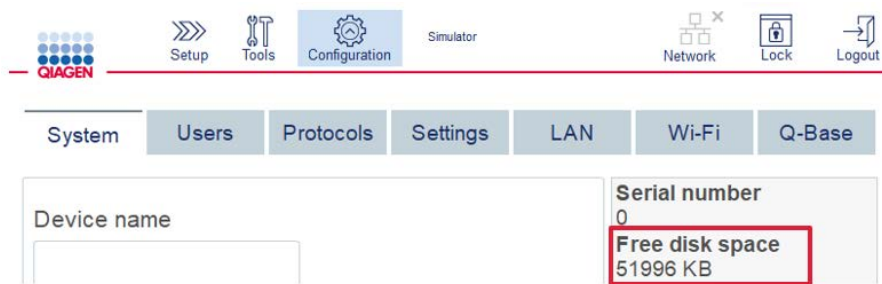 QIAGEN
Setup
Tools
Configuration
Simulator
Network
Lock
Logout
System
Users
Protocols
Settings
LAN
Wi-Fi
Q-Base
Device name
Serial number
0
Free disk space
51996 KB